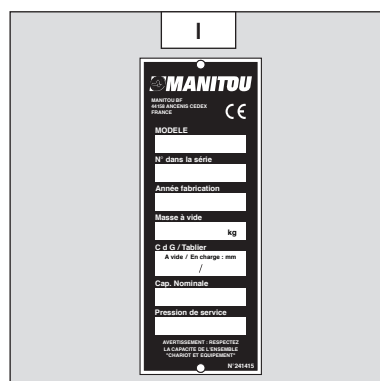 I
MANITOU
MANITOU BF
44158 ANCENIS CEDEX
FRANCE
CE
MODELE
N° dans la série
Année fabrication
Masse à vide
kg
C d G / Tablier
A vide / En charge : mm
/
Cap. Nominale
Pression de service
AVERTISSEMENT : RESPECTEZ
LA CAPACITE DE L'ENSEMBLE
"CHARIOT ET EQUIPEMENT"
N°241415